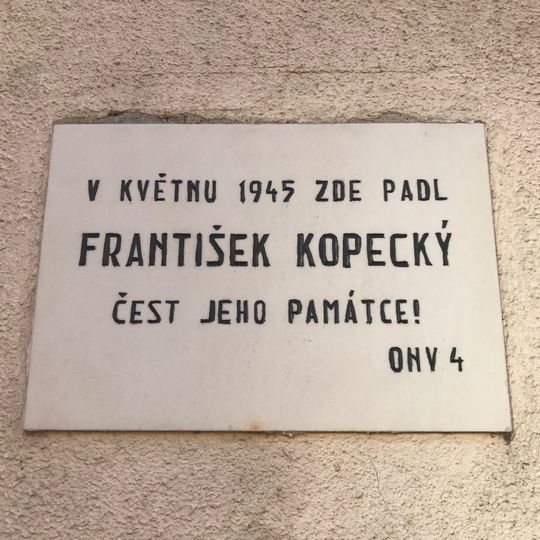 V KVĚTNU 1945 ZDE PADL
FRANTIŠEK KOPECKÝ
ČEST JEHO PAMÁTCE!
ONV 4